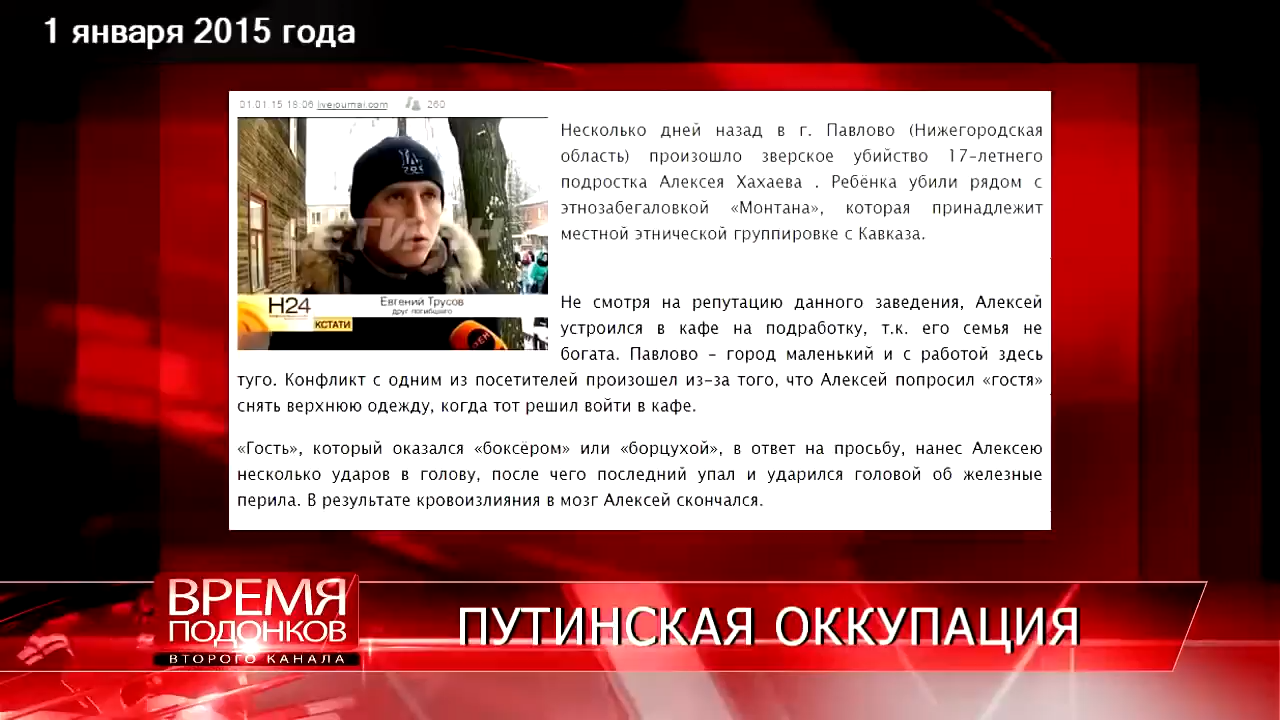 1 января 2015 года
01.01 15 18:06 livejournal.com 260
Несколько дней назад в г. Павлово (Нижегородская
область) произошло зверское убийство 17-летнего
подростка Алексея Хахаева . Ребёнка убили рядом с
этнозабегаловкой «Монтана», которая принадлежит
местной этнической группировке с Кавказа.
Н24
Евгений Трусов
друг погибшего
КСТАТИ
Не смотря на репутацию данного заведения, Алексей
устроился в кафе на подработку, т.к. его семья не
богата. Павлово – город маленький и с работой здесь
туго. Конфликт с одним из посетителей произошел из-за того, что Алексей попросил «гостя»
снять верхнюю одежду, когда тот решил войти в кафе.
«Гость», который оказался «боксёром» или «борцухой», в ответ на просьбу, нанес Алексею
несколько ударов в голову, после чего последний упал и ударился головой об железные
перила. В результате кровоизлияния в мозг Алексей скончался.
ВРЕМЯ
ПОДОНКОВ
ВТОРОГО КАНАЛА
ПУТИНСКАЯ ОККУПАЦИЯ